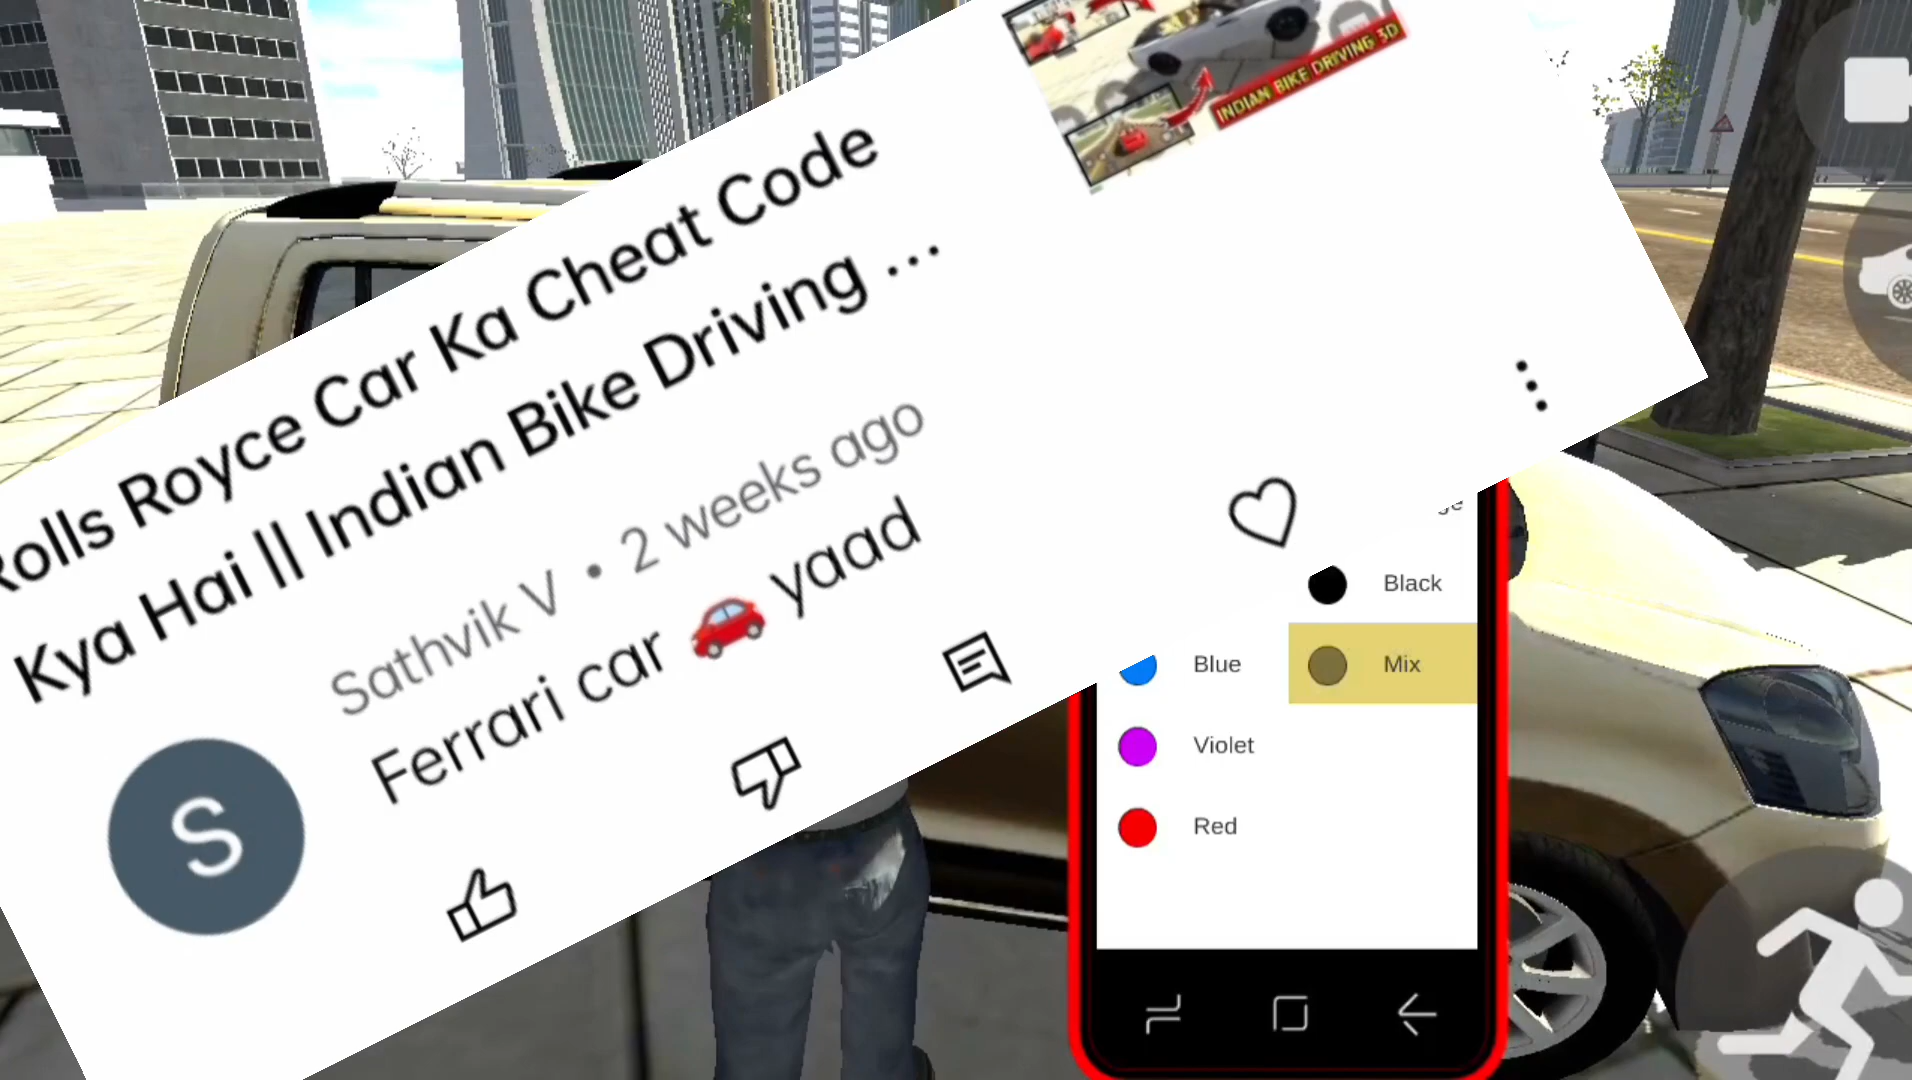 INDIAN BIKE DRIVING 3D
Rolls Royce Car Ka Cheat Code
Kya Hai || Indian Bike Driving ...
Sathvik V • 2 weeks ago
Ferrari car 🚗 yaad
S
Black
Blue
Mix
Violet
Red